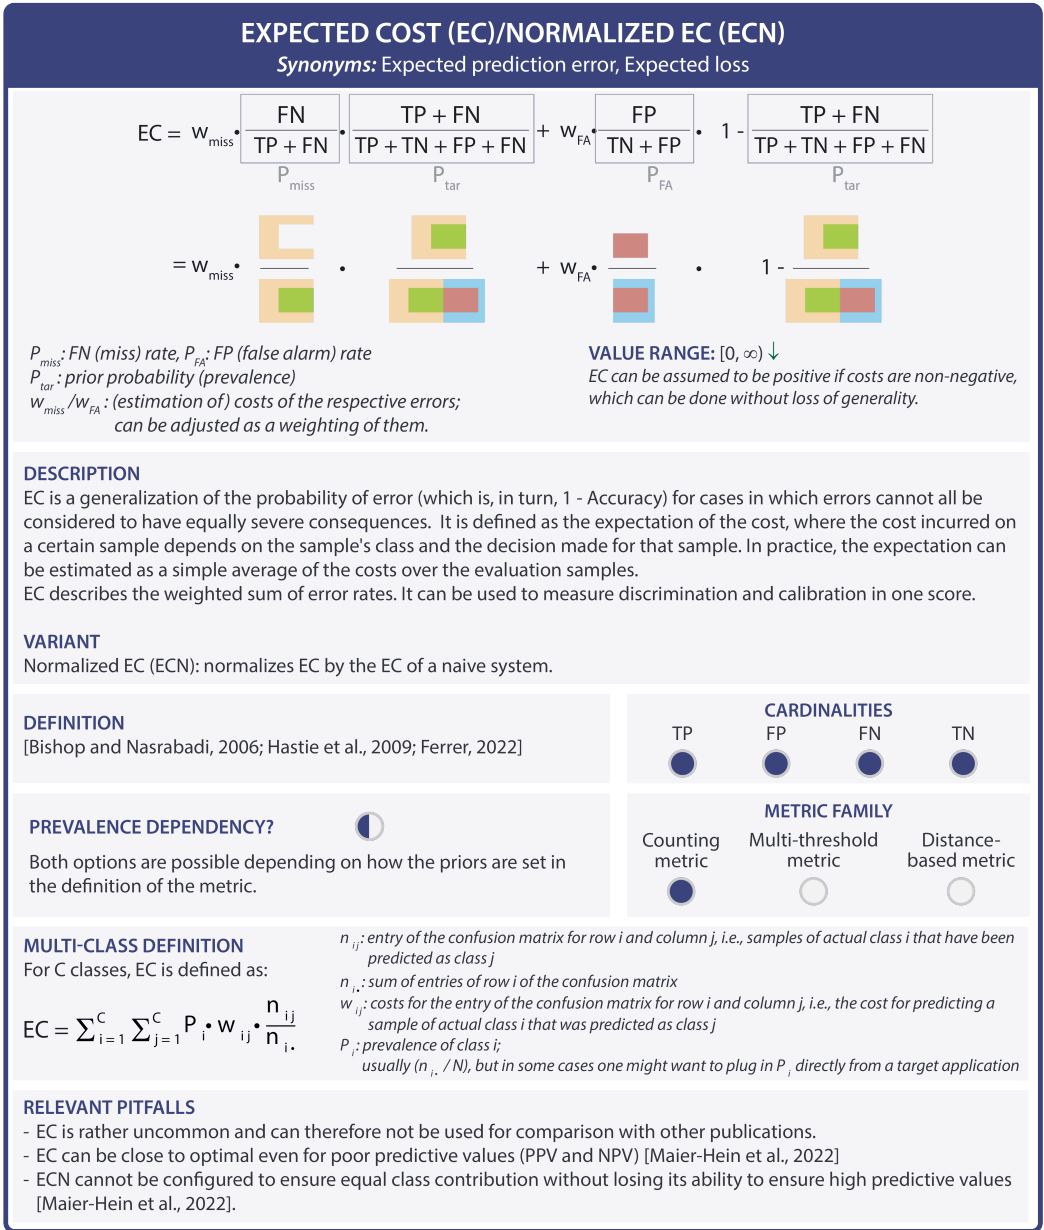 EXPECTED COST (EC)/NORMALIZED EC (ECN)
Synonyms: Expected prediction error, Expected loss
EC = w_miss • FN / (TP + FN) • (TP + FN) / (TP + TN + FP + FN) + w_FA • FP / (TN + FP) • 1 - (TP + FN) / (TP + TN + FP + FN)
P_miss P_tar P_FA P_tar
= w_miss • • + w_FA • • 1 -
P_miss: FN (miss) rate, P_FA: FP (false alarm) rate
P_tar : prior probability (prevalence)
w_miss /w_FA : (estimation of) costs of the respective errors;
can be adjusted as a weighting of them.
VALUE RANGE: [0, ∞) ↓
EC can be assumed to be positive if costs are non-negative,
which can be done without loss of generality.
DESCRIPTION
EC is a generalization of the probability of error (which is, in turn, 1 - Accuracy) for cases in which errors cannot all be
considered to have equally severe consequences. It is defined as the expectation of the cost, where the cost incurred on
a certain sample depends on the sample's class and the decision made for that sample. In practice, the expectation can
be estimated as a simple average of the costs over the evaluation samples.
EC describes the weighted sum of error rates. It can be used to measure discrimination and calibration in one score.
VARIANT
Normalized EC (ECN): normalizes EC by the EC of a naive system.
DEFINITION
[Bishop and Nasrabadi, 2006; Hastie et al., 2009; Ferrer, 2022]
CARDINALITIES
TP FP FN TN
PREVALENCE DEPENDENCY?
Both options are possible depending on how the priors are set in
the definition of the metric.
METRIC FAMILY
Counting Multi-threshold Distance-
metric metric based metric
MULTI-CLASS DEFINITION
For C classes, EC is defined as:
EC = ∑_{i = 1}^C ∑_{j = 1}^C P_i • w_ij • n_ij / n_i.
n_ij: entry of the confusion matrix for row i and column j, i.e., samples of actual class i that have been
predicted as class j
n_i.: sum of entries of row i of the confusion matrix
w_ij: costs for the entry of the confusion matrix for row i and column j, i.e., the cost for predicting a
sample of actual class i that was predicted as class j
P_i: prevalence of class i;
usually (n_i. / N), but in some cases one might want to plug in P_i directly from a target application
RELEVANT PITFALLS
- EC is rather uncommon and can therefore not be used for comparison with other publications.
- EC can be close to optimal even for poor predictive values (PPV and NPV) [Maier-Hein et al., 2022]
- ECN cannot be configured to ensure equal class contribution without losing its ability to ensure high predictive values
[Maier-Hein et al., 2022].